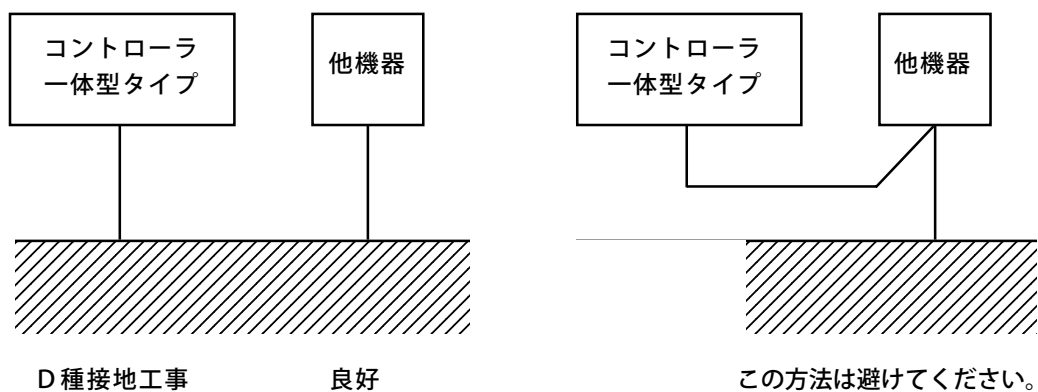 コントローラ
一体型タイプ
他機器
コントローラ
一体型タイプ
他機器
D種接地工事
良好
この方法は避けてください。